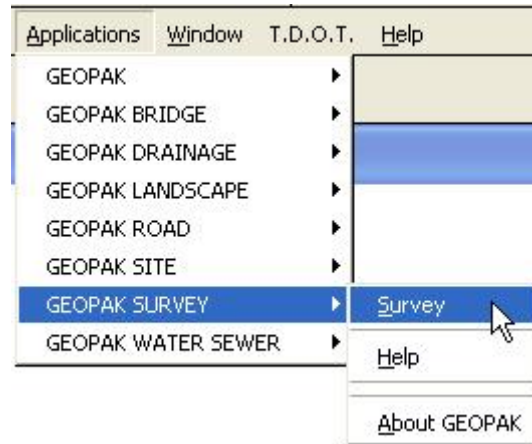 Applications Window T.D.O.T. Help
GEOPAK
GEOPAK BRIDGE
GEOPAK DRAINAGE
GEOPAK LANDSCAPE
GEOPAK ROAD
GEOPAK SITE
GEOPAK SURVEY
GEOPAK WATER SEWER
Survey
Help
About GEOPAK